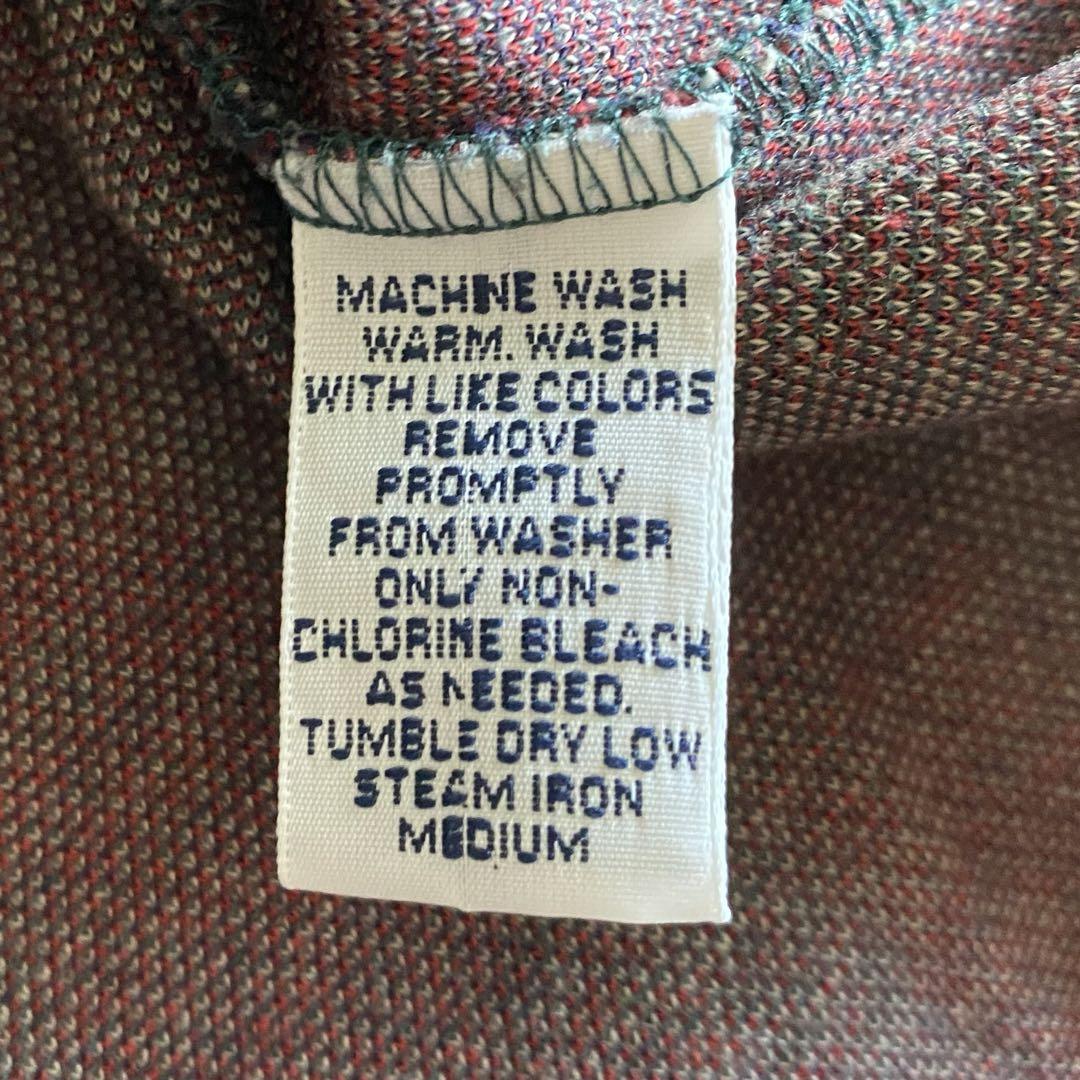 MACHINE WASH
WARM. WASH
WITH LIKE COLORS
REMOVE
PROMPTLY
FROM WASHER
ONLY NON-
CHLORINE BLEACH
AS NEEDED.
TUMBLE DRY LOW
STEAM IRON
MEDIUM